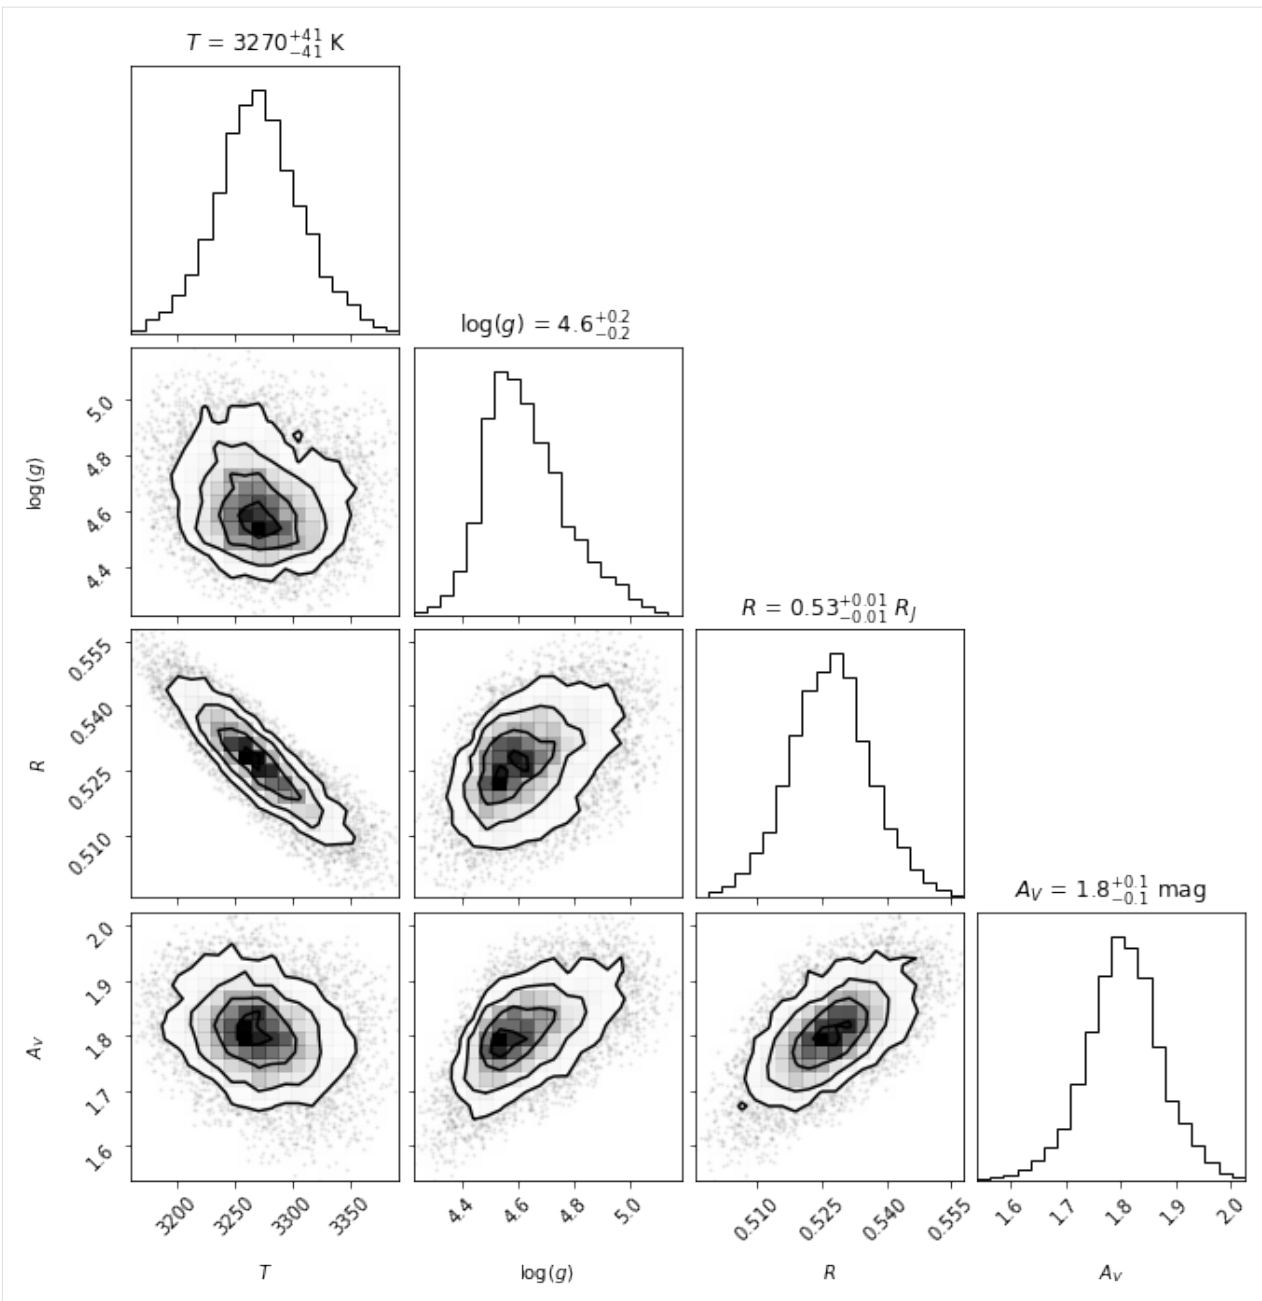 T = 3270⁺⁴¹₋₄₁ K
log(g) = 4.6⁺⁰·²₋₀.₂
5.0
4.8
4.6
4.4
log(g)
R = 0.53⁺⁰·⁰¹₋₀.₀₁ R_J
0.555
0.540
0.525
0.510
R
A_V = 1.8⁺⁰·¹₋₀.₁ mag
2.0
1.9
1.8
1.7
1.6
A_V
3200 3250 3300 3350 4.4 4.6 4.8 5.0 0.510 0.525 0.540 0.555 1.6 1.7 1.8 1.9 2.0
T log(g) R A_V